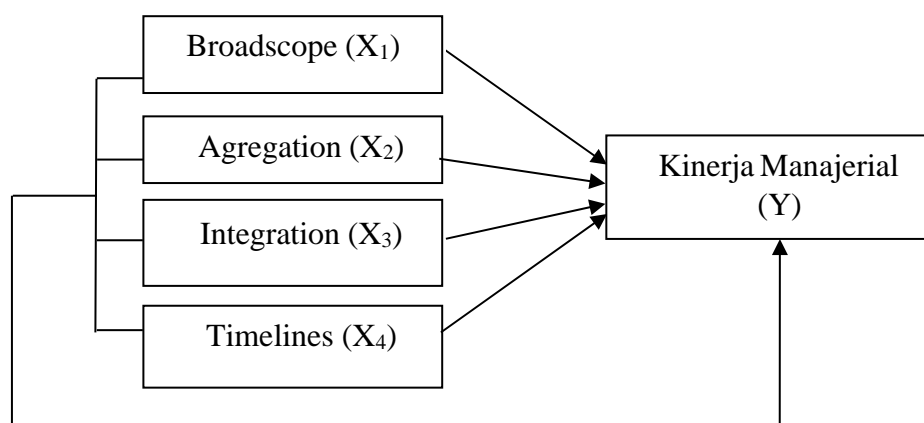 Broadscope (X₁)
Agregation (X₂)
Integration (X₃)
Timelines (X₄)
Kinerja Manajerial
(Y)